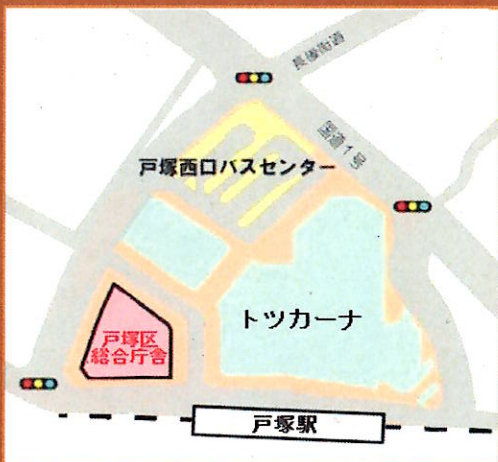 長後街道
国道1号
戸塚西口バスセンター
トツカーナ
戸塚区
総合庁舎
戸塚駅